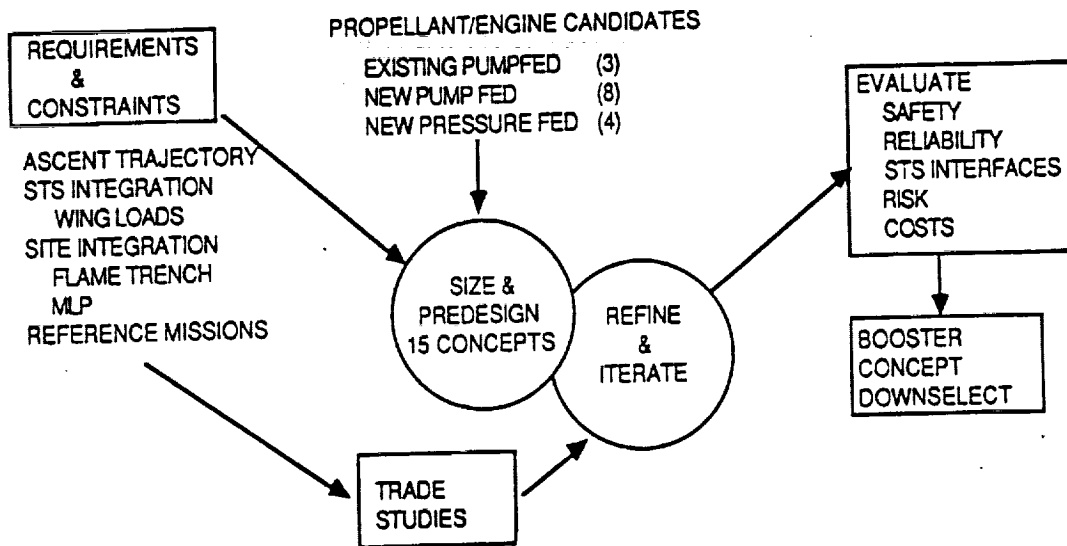 REQUIREMENTS
&
CONSTRAINTS
ASCENT TRAJECTORY
STS INTEGRATION
WING LOADS
SITE INTEGRATION
FLAME TRENCH
MLP
REFERENCE MISSIONS
PROPELLANT/ENGINE CANDIDATES
EXISTING PUMPFED (3)
NEW PUMP FED (8)
NEW PRESSURE FED (4)
SIZE &
PREDESIGN
15 CONCEPTS
REFINE
&
ITERATE
TRADE
STUDIES
EVALUATE
SAFETY
RELIABILITY
STS INTERFACES
RISK
COSTS
BOOSTER
CONCEPT
DOWNSELECT